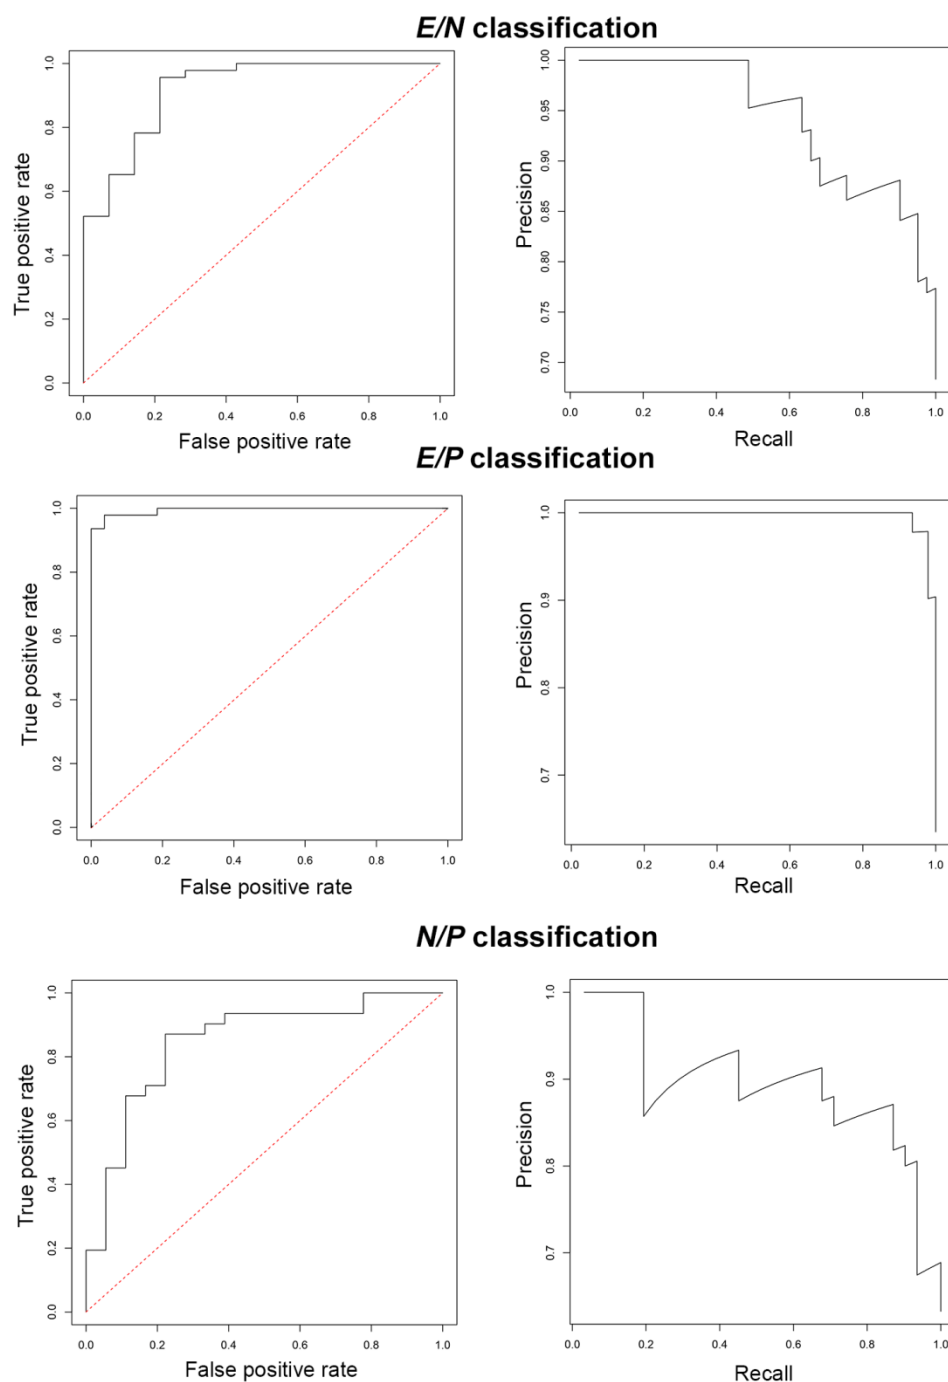 E/N classification
True positive rate
0.0 0.2 0.4 0.6 0.8 1.0
0.0 0.2 0.4 0.6 0.8 1.0
False positive rate
Precision
0.70 0.75 0.80 0.85 0.90 0.95 1.00
0.0 0.2 0.4 0.6 0.8 1.0
Recall
E/P classification
True positive rate
0.0 0.2 0.4 0.6 0.8 1.0
0.0 0.2 0.4 0.6 0.8 1.0
False positive rate
Precision
0.7 0.8 0.9 1.0
0.0 0.2 0.4 0.6 0.8 1.0
Recall
N/P classification
True positive rate
0.0 0.2 0.4 0.6 0.8 1.0
0.0 0.2 0.4 0.6 0.8 1.0
False positive rate
Precision
0.7 0.8 0.9 1.0
0.0 0.2 0.4 0.6 0.8 1.0
Recall